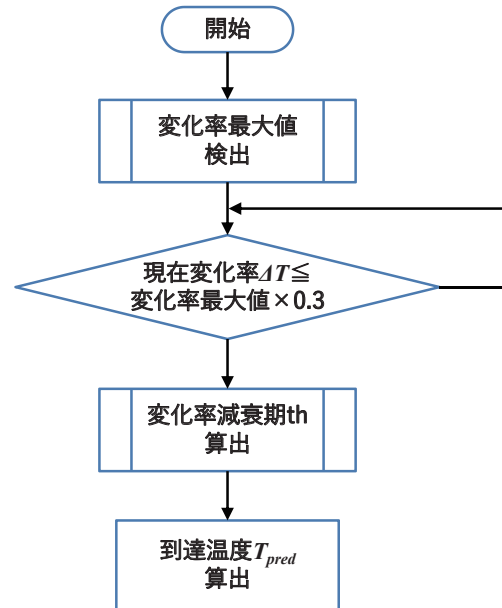 開始
変化率最大値
検出
現在変化率ΔT≦
変化率最大値×0.3
変化率減衰期th
算出
到達温度T_pred
算出